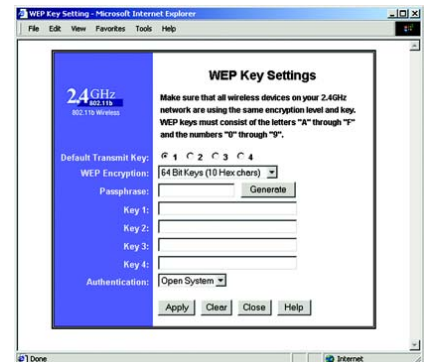 WEP Key Setting - Microsoft Internet Explorer
File Edit View Favorites Tools Help
2.4GHz
802.11b
802.11b Wireless
WEP Key Settings
Make sure that all wireless devices on your 2.4GHz
network are using the same encryption level and key.
WEP keys must consist of the letters "A" through "F"
and the numbers "0" through "9".
Default Transmit Key: 1 2 3 4
WEP Encryption: 64 Bit Keys (10 Hex chars)
Passphrase: Generate
Key 1:
Key 2:
Key 3:
Key 4:
Authentication: Open System
Apply Clear Close Help
Done Internet